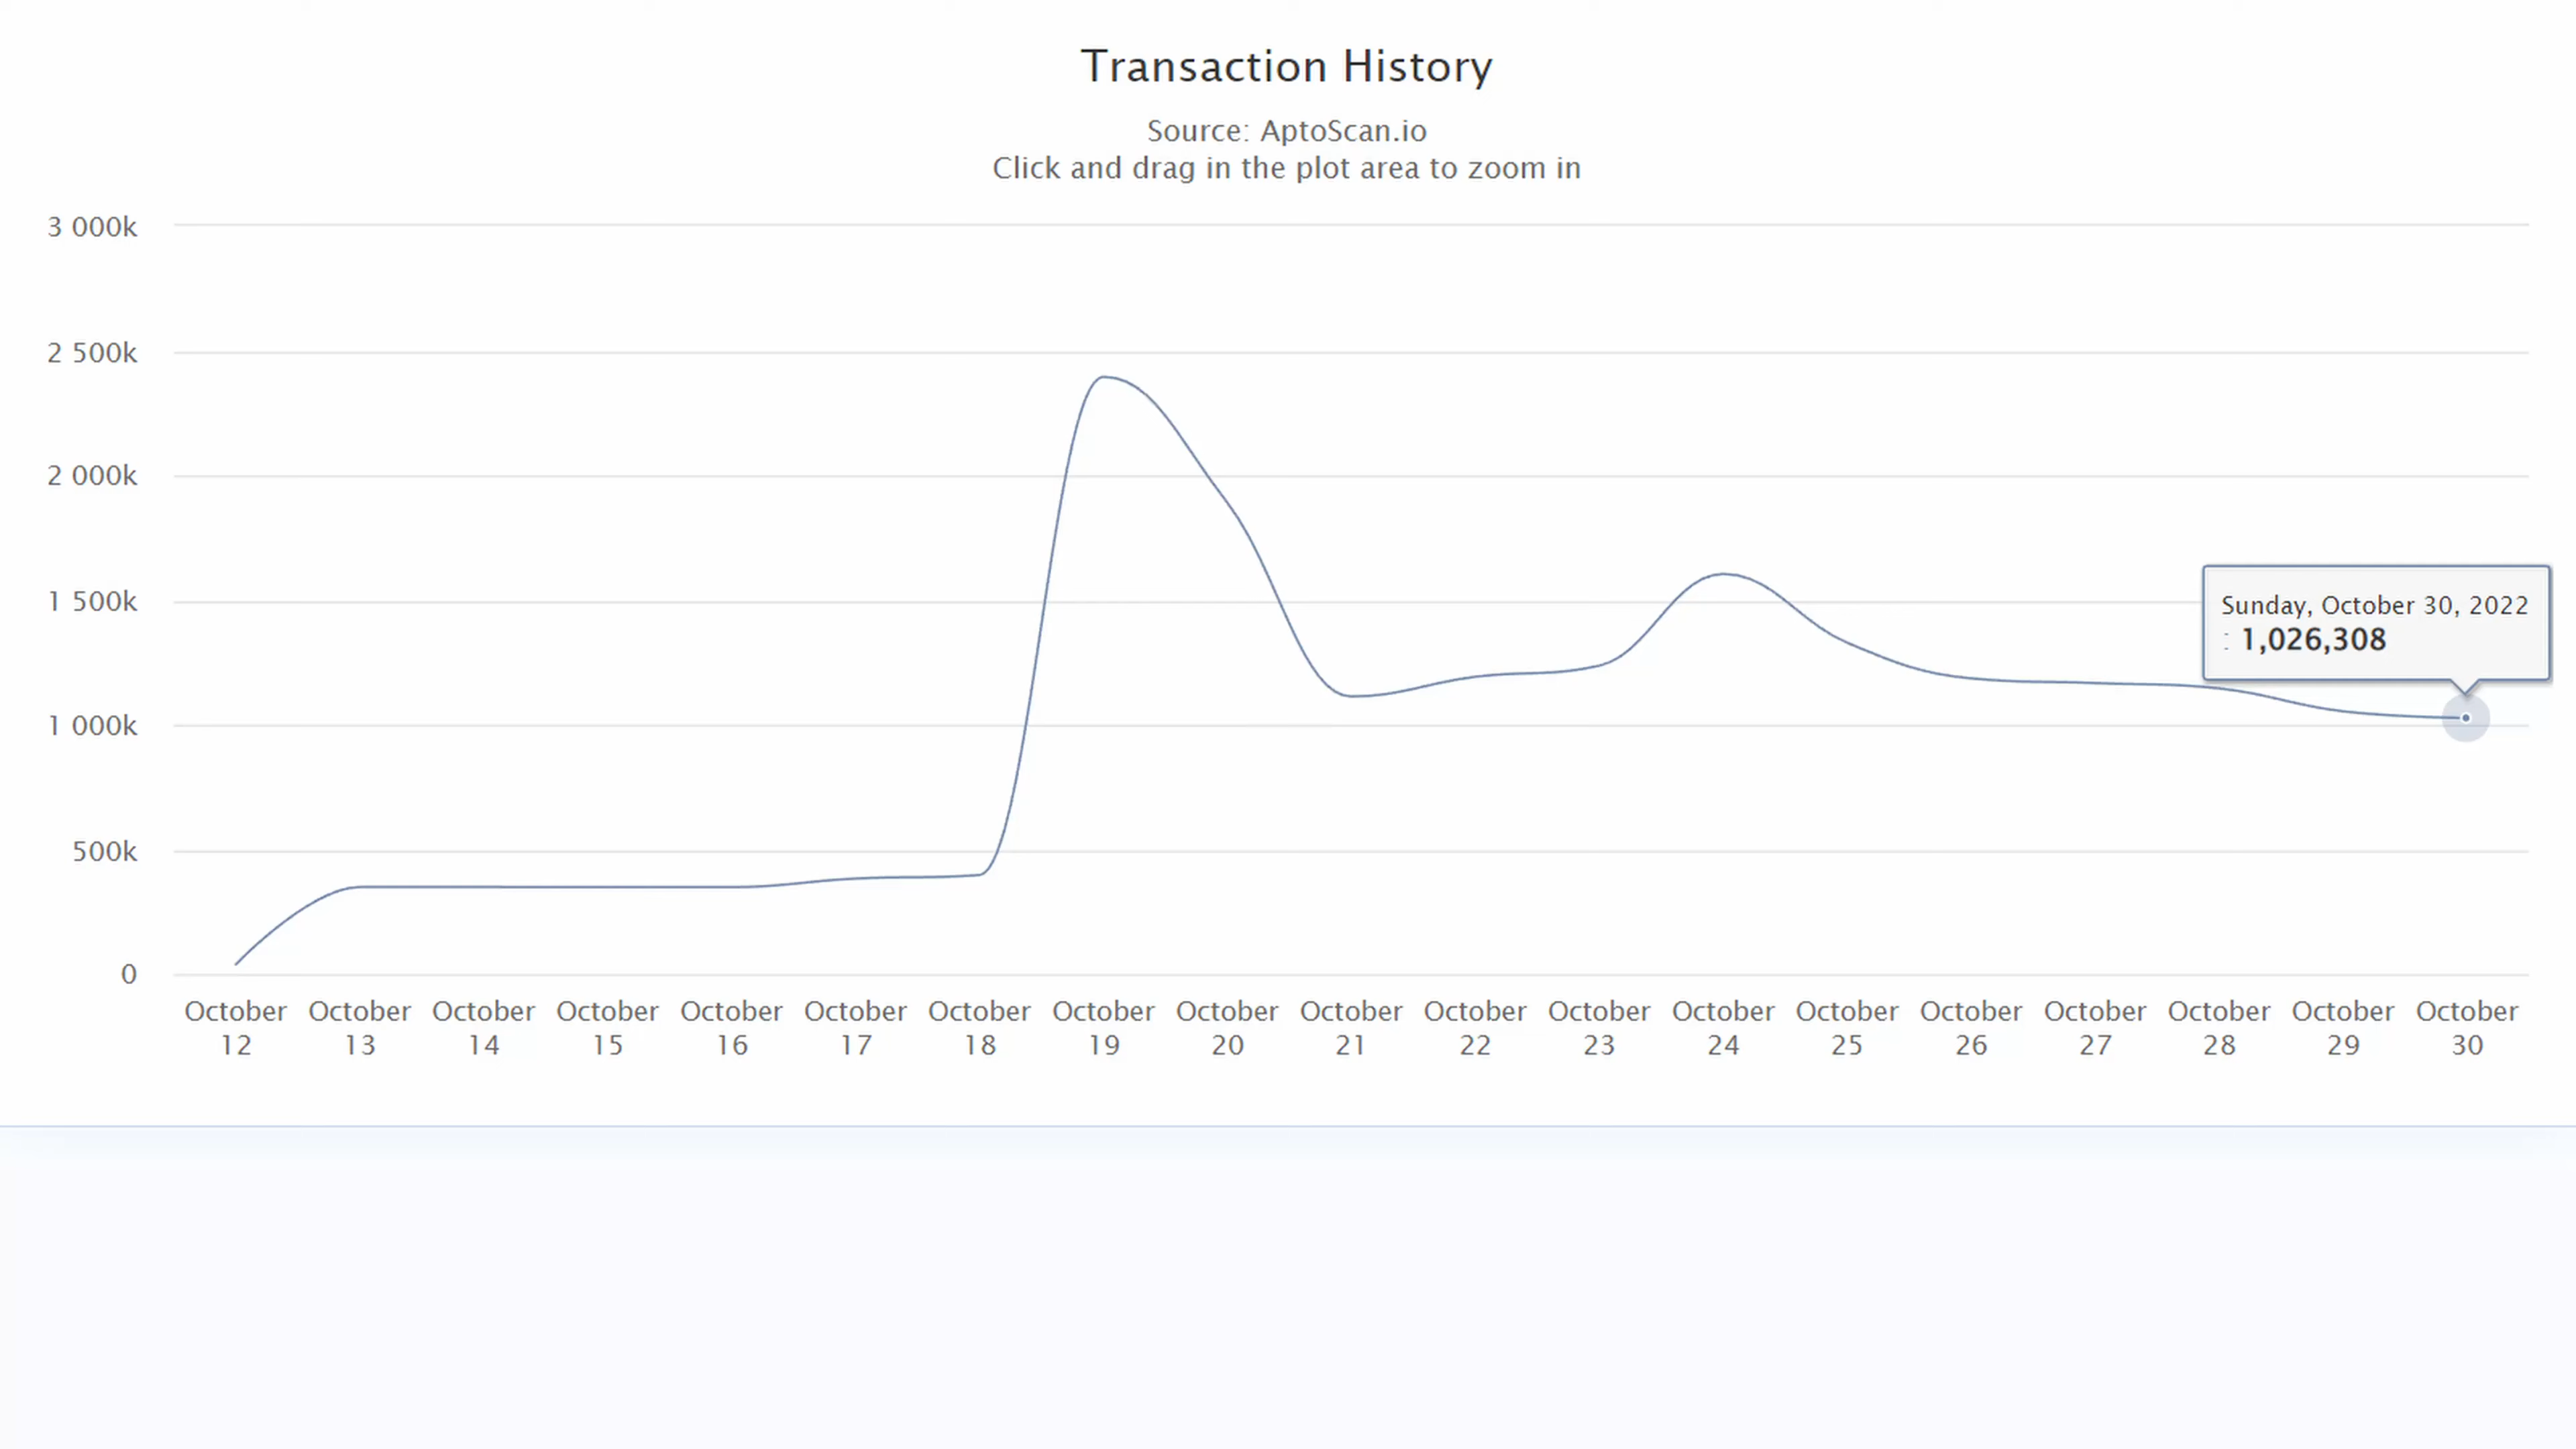 Transaction History
Source: AptoScan.io
Click and drag in the plot area to zoom in
3 000k
2 500k
2 000k
1 500k
1 000k
500k
0
Sunday, October 30, 2022
: 1,026,308
October 12
October 13
October 14
October 15
October 16
October 17
October 18
October 19
October 20
October 21
October 22
October 23
October 24
October 25
October 26
October 27
October 28
October 29
October 30